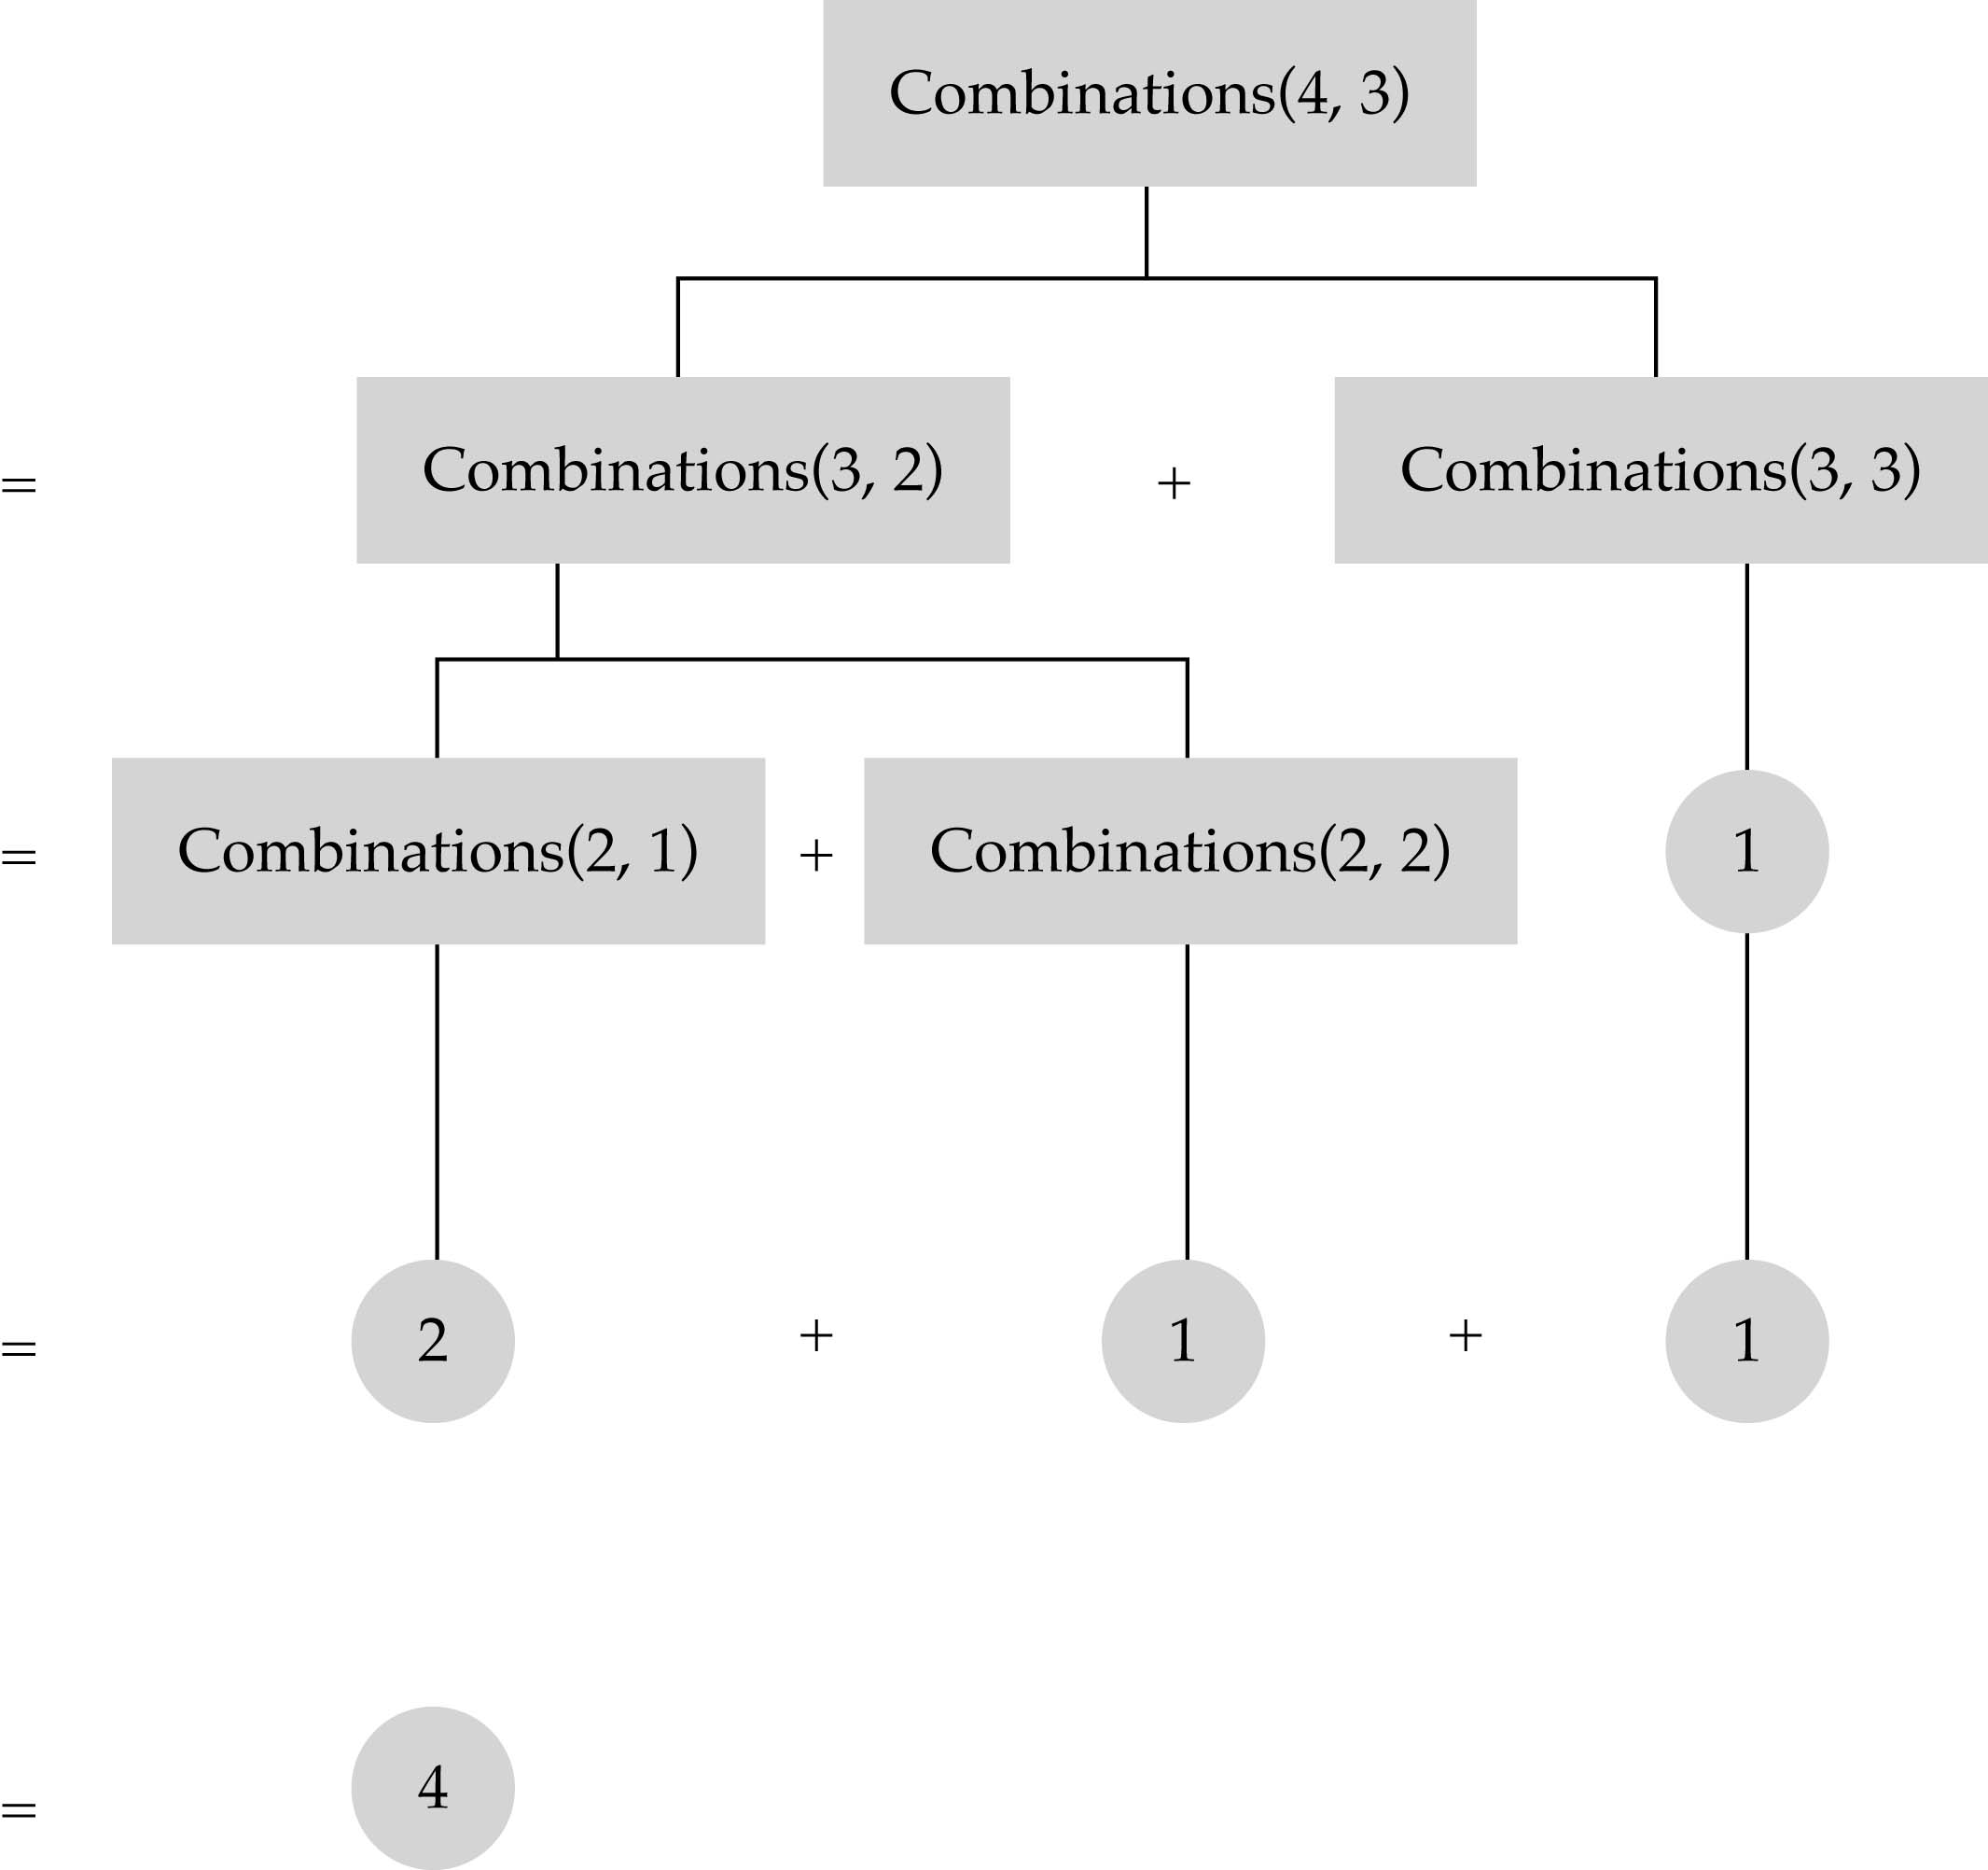 Combinations(4, 3)
= Combinations(3, 2) + Combinations(3, 3)
= Combinations(2, 1) + Combinations(2, 2) 1
= 2 + 1 + 1
= 4